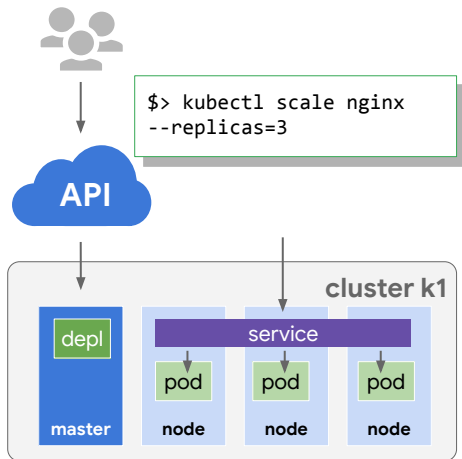 $> kubectl scale nginx
--replicas=3
API
cluster k1
depl
service
pod
pod
pod
master
node
node
node